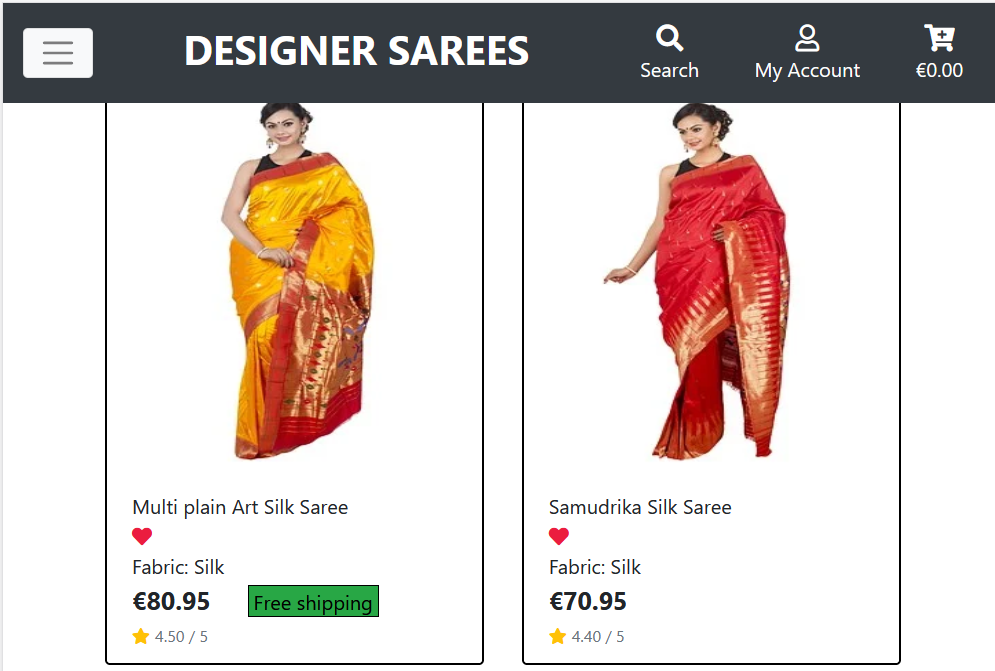 DESIGNER SAREES
Search
My Account
€0.00
Multi plain Art Silk Saree
Fabric: Silk
€80.95 Free shipping
4.50 / 5
Samudrika Silk Saree
Fabric: Silk
€70.95
4.40 / 5